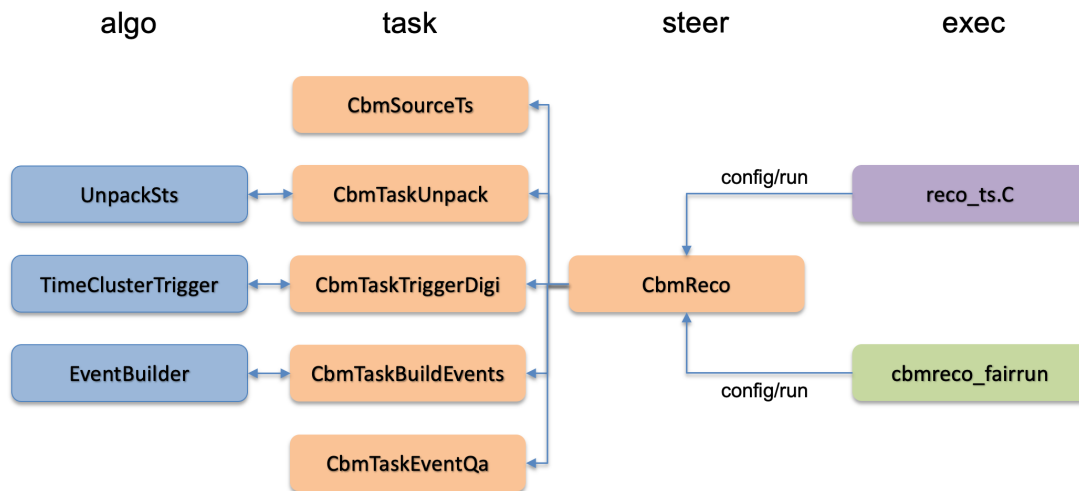 algo
task
steer
exec
CbmSourceTs
UnpackSts
CbmTaskUnpack
config/run
reco_ts.C
TimeClusterTrigger
CbmTaskTriggerDigi
CbmReco
EventBuilder
CbmTaskBuildEvents
config/run
cbmreco_fairrun
CbmTaskEventQa